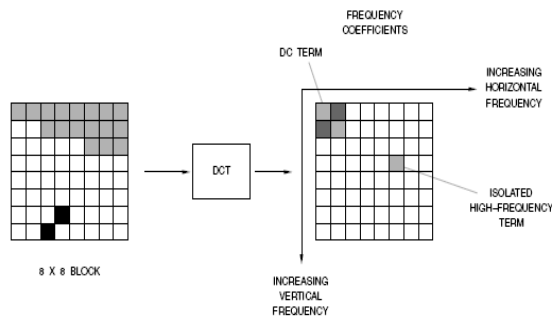 FREQUENCY
COEFFICIENTS
DC TERM
INCREASING
HORIZONTAL
FREQUENCY
DCT
ISOLATED
HIGH-FREQUENCY
TERM
8 X 8 BLOCK
INCREASING
VERTICAL
FREQUENCY